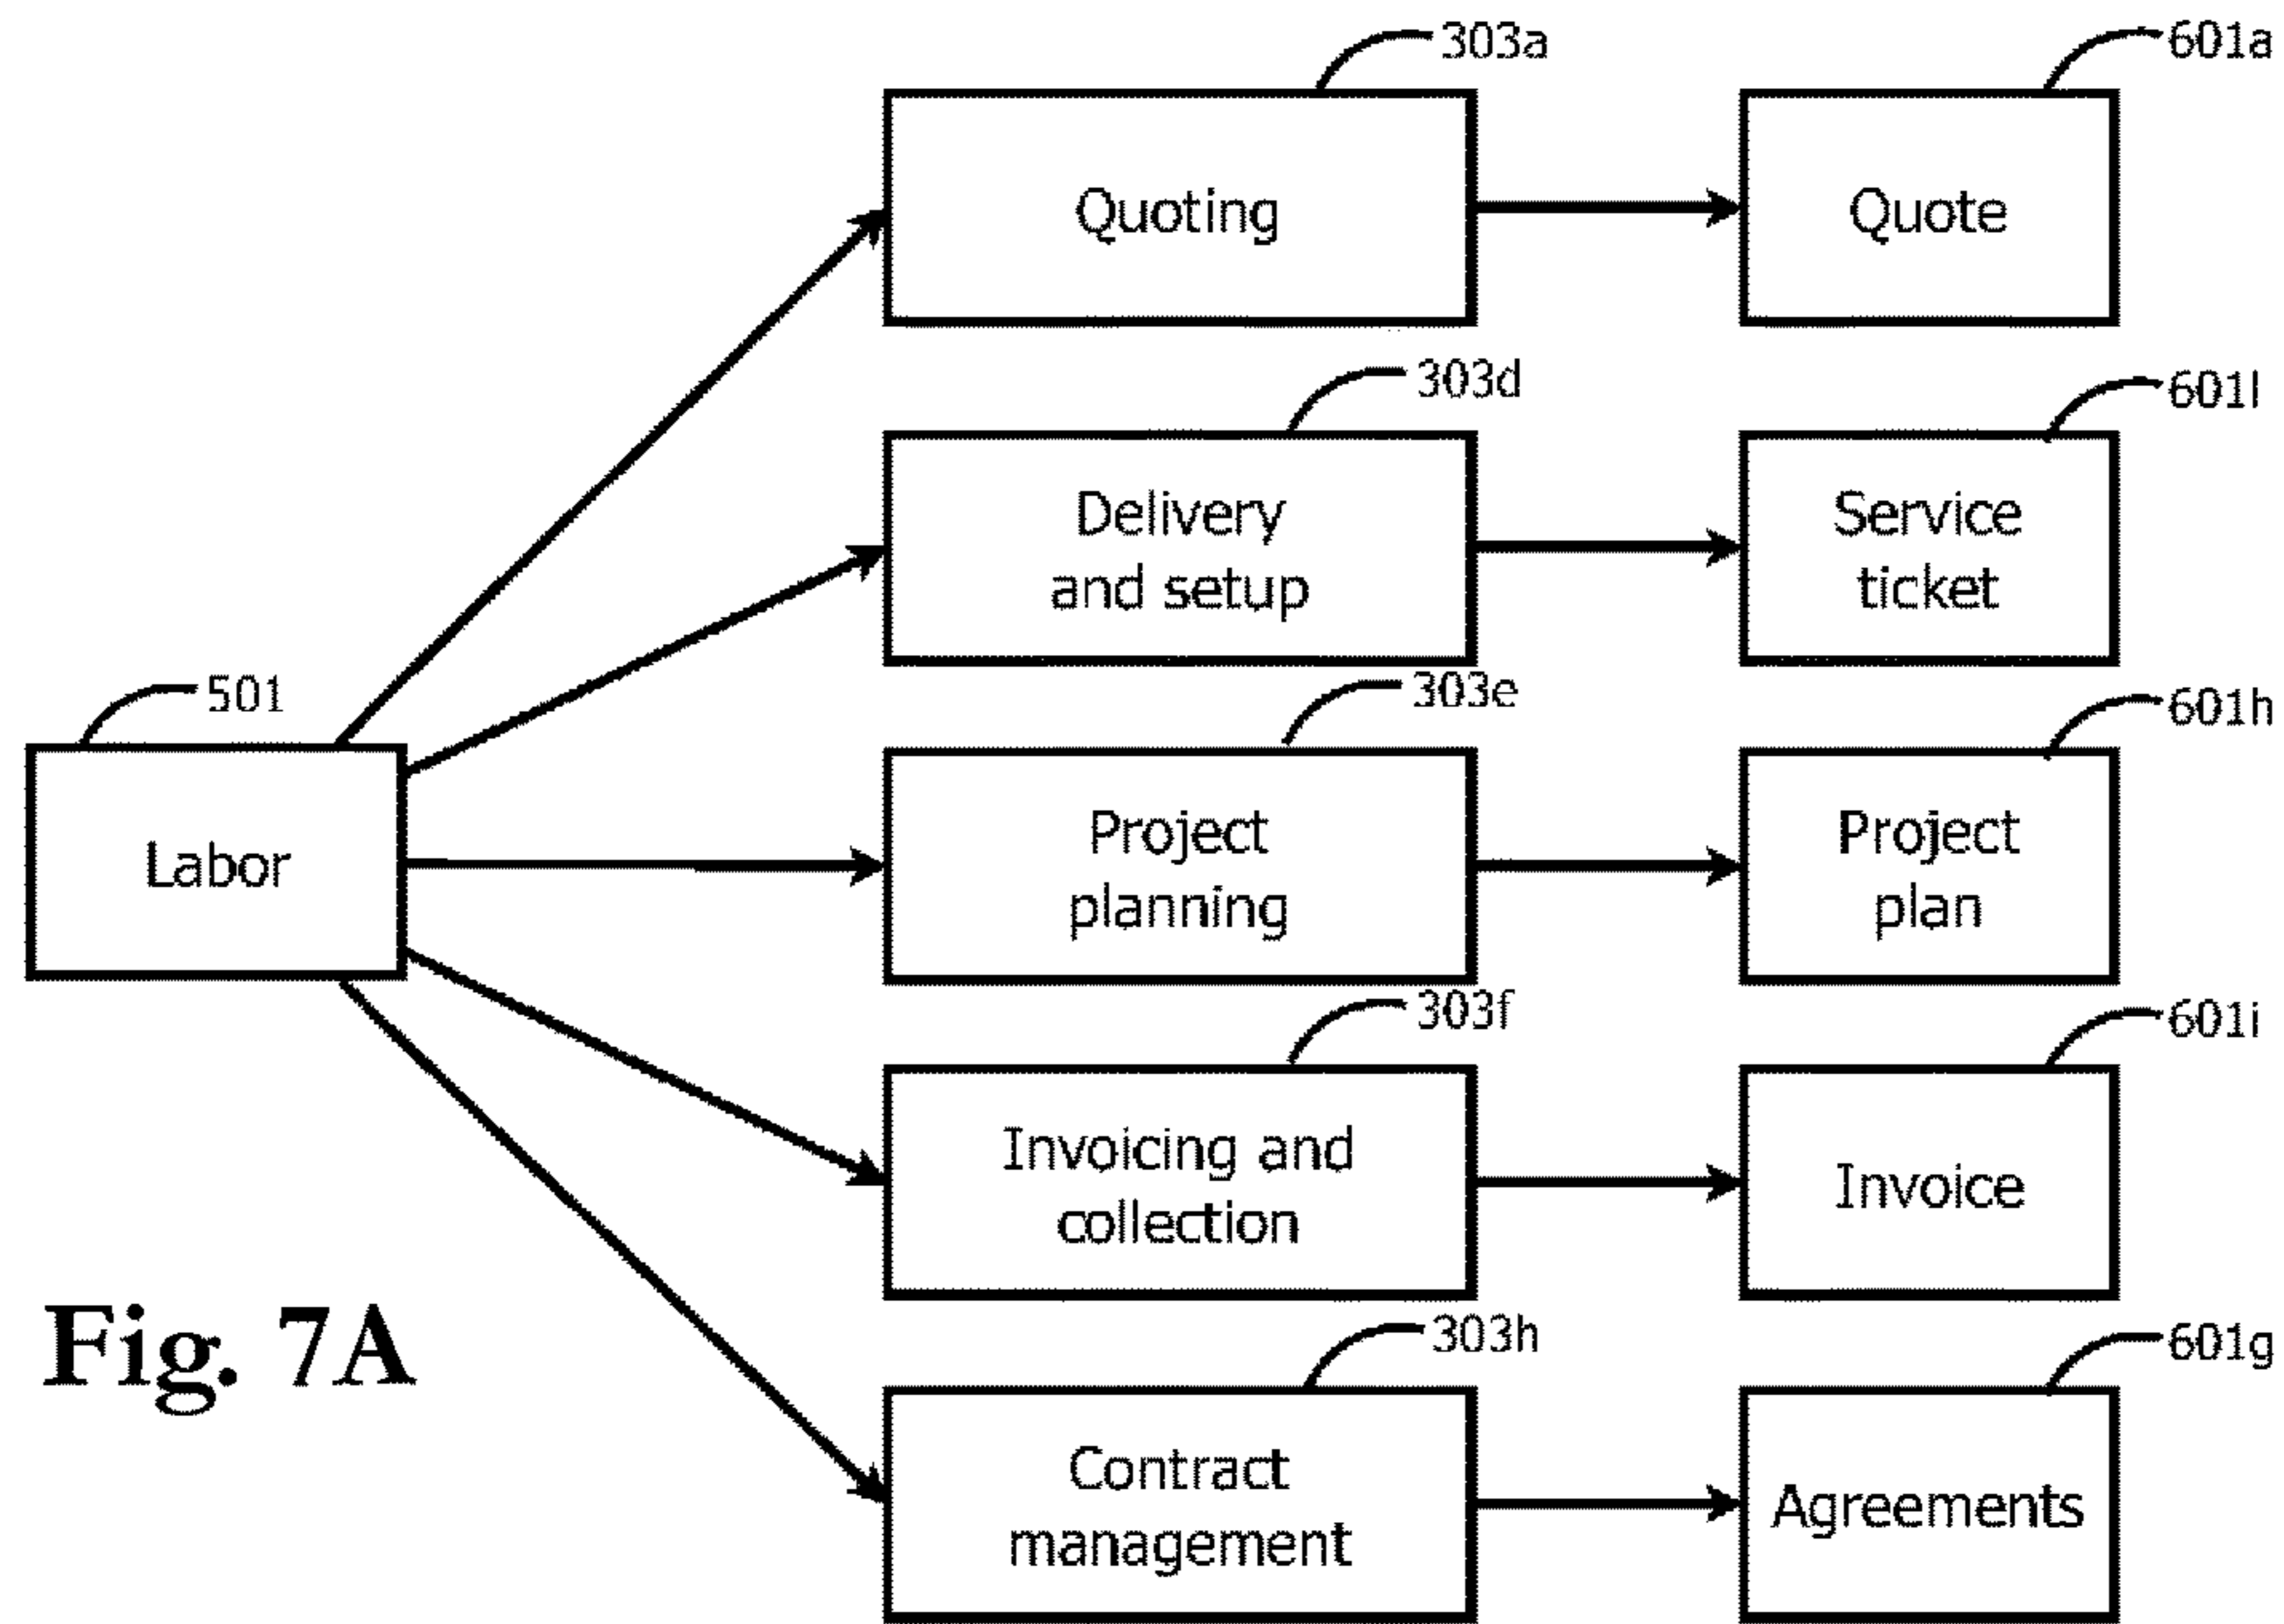 303a
601a
Quoting
Quote
303d
601l
Delivery
and setup
Service
ticket
501
303e
601h
Labor
Project
planning
Project
plan
303f
601i
Invoicing and
collection
Invoice
Fig. 7A
303h
601g
Contract
management
Agreements